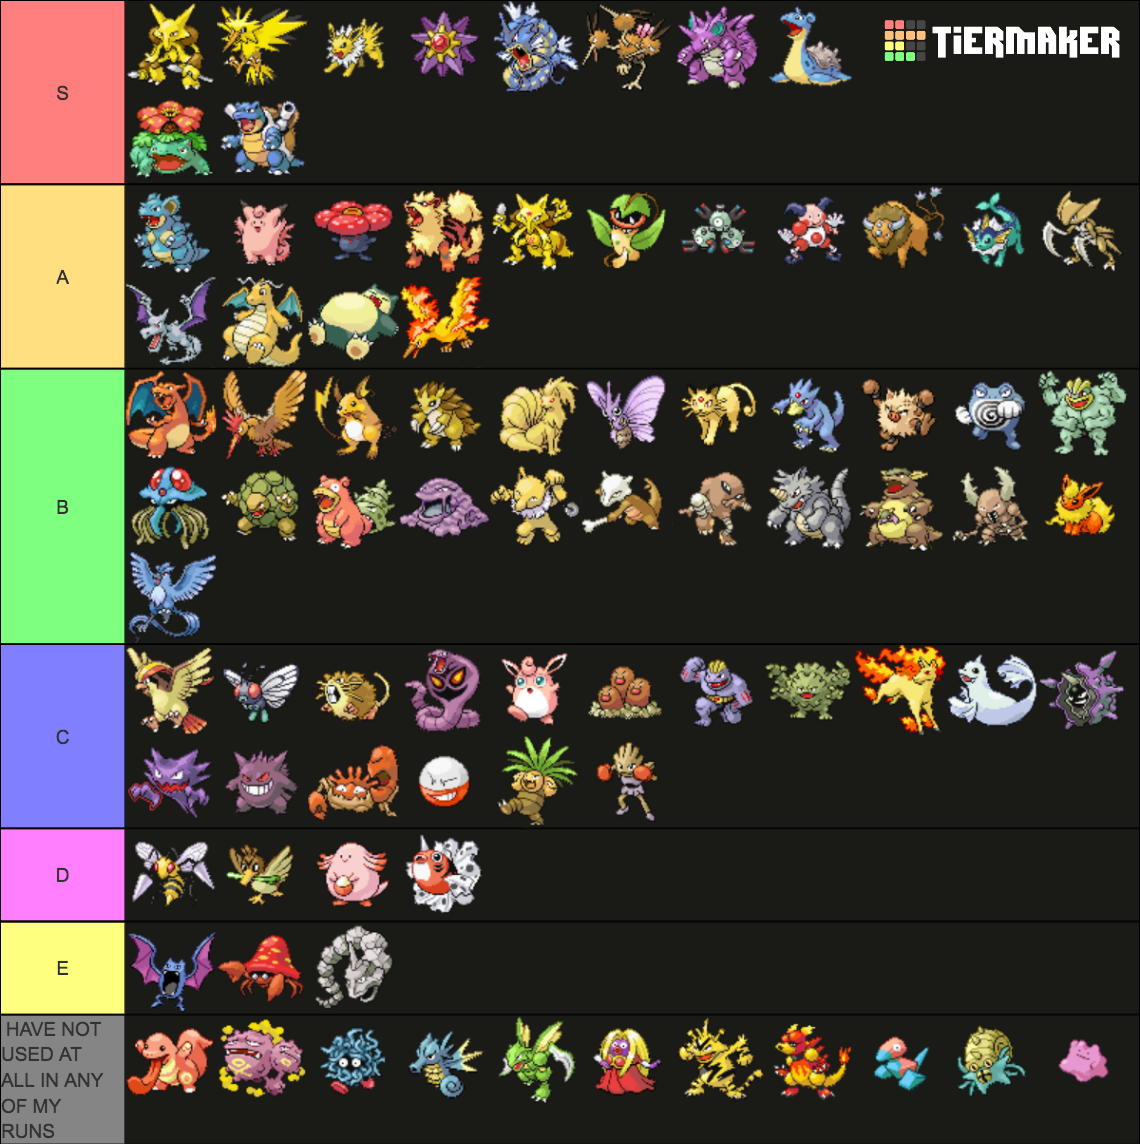 S
TiERMAKER
A
B
C
D
E
HAVE NOT
USED AT
ALL IN ANY
OF MY
RUNS